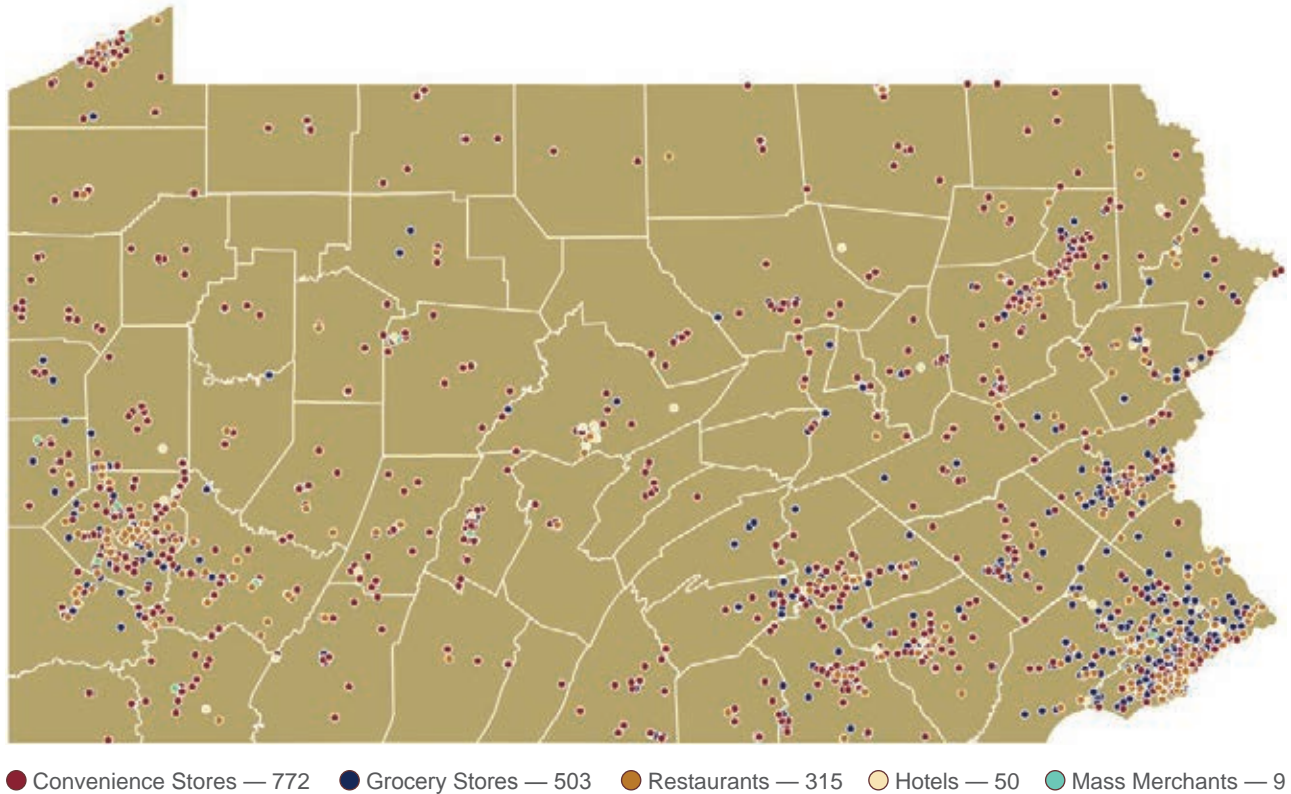 Convenience Stores — 772 Grocery Stores — 503 Restaurants — 315 Hotels — 50 Mass Merchants — 9